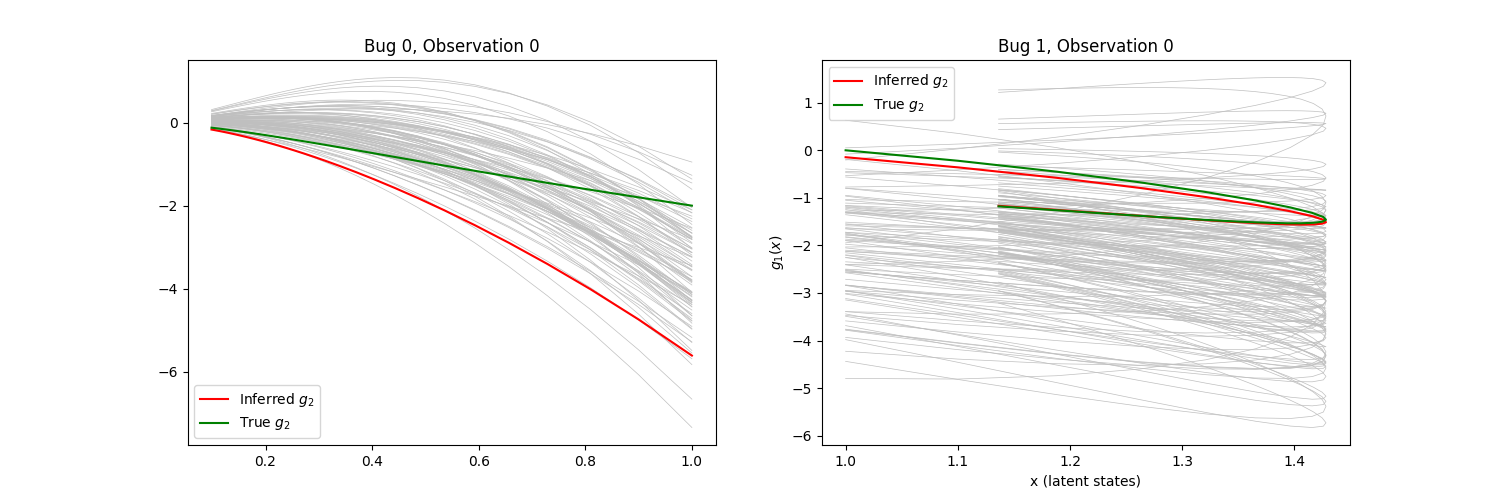 Bug 0, Observation 0
0
−2
−4
−6
0.2 0.4 0.6 0.8 1.0
Inferred g₂
True g₂
Bug 1, Observation 0
Inferred g₂
True g₂
1
0
−1
−2
−3
−4
−5
−6
g₁(x)
1.0 1.1 1.2 1.3 1.4
x (latent states)